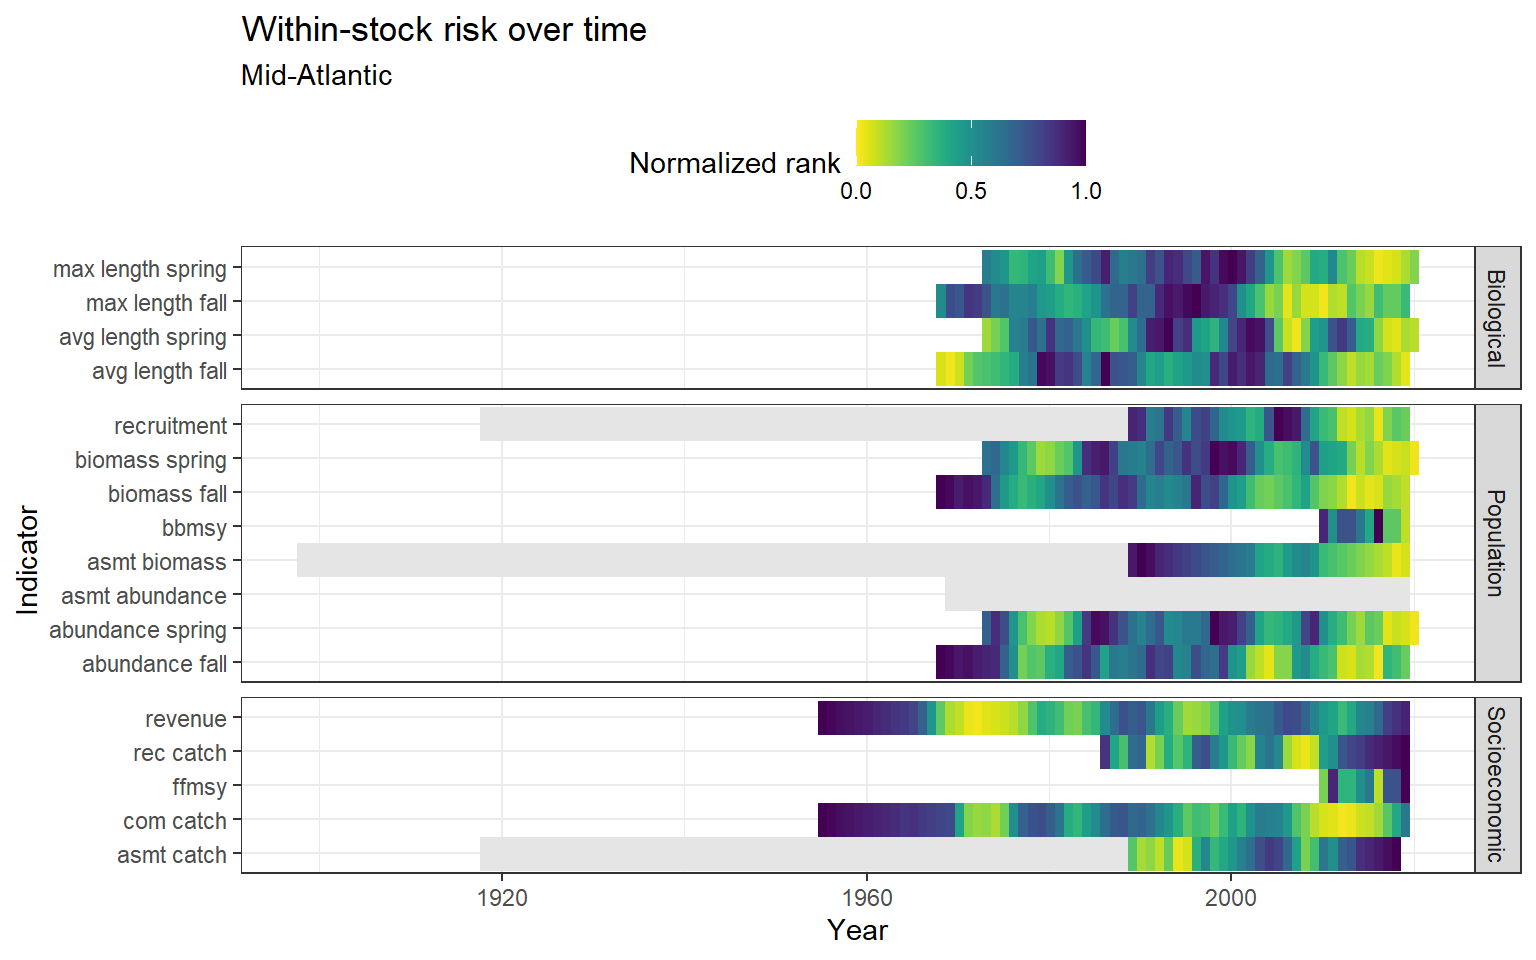 Within-stock risk over time
Mid-Atlantic
Normalized rank
0.0 0.5 1.0
max length spring
max length fall
avg length spring
avg length fall
Biological
recruitment
biomass spring
biomass fall
bbmsy
asmt biomass
asmt abundance
abundance spring
abundance fall
Population
revenue
rec catch
ffmsy
com catch
asmt catch
Socioeconomic
Indicator
1920 1960 2000
Year